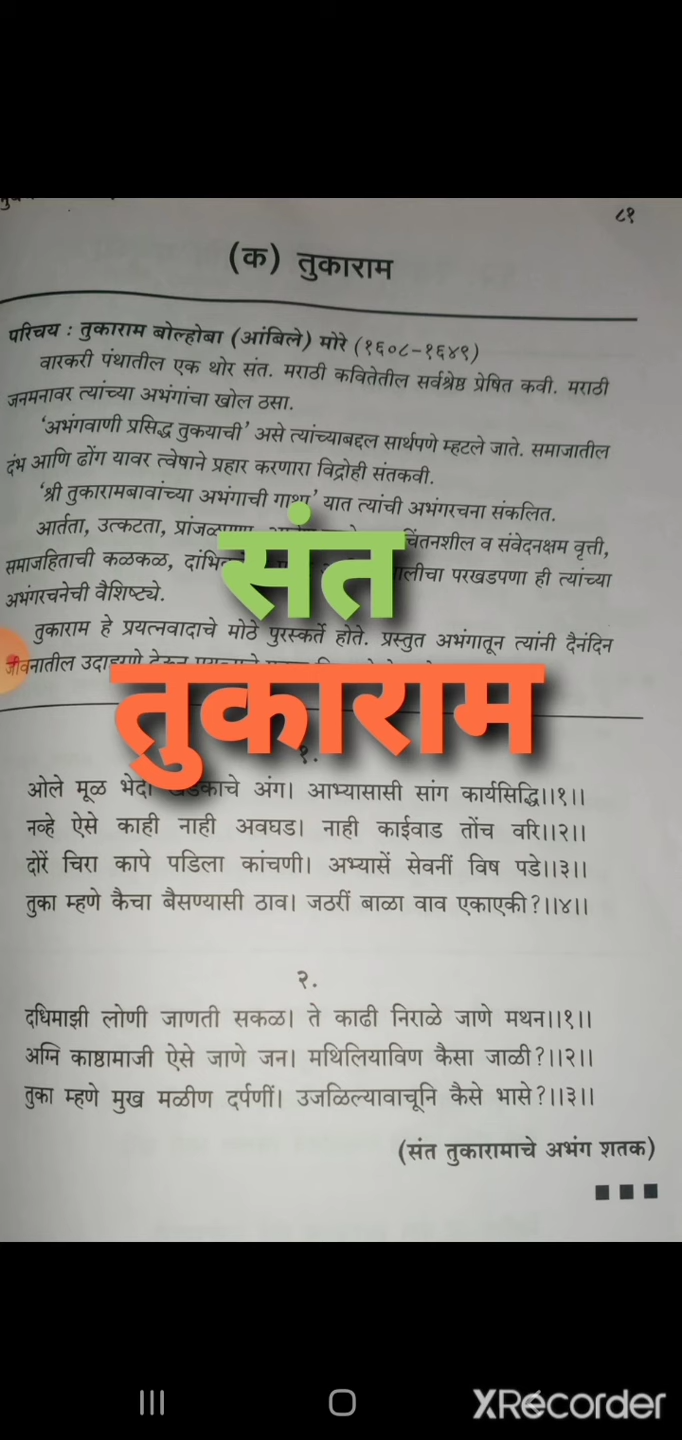 ८१
(क) तुकाराम
परिचय : तुकाराम बोल्होबा (आंबिले) मोरे (१६०८-१६४९)
वारकरी पंथातील एक थोर संत. मराठी कवितेतील सर्वश्रेष्ठ प्रेषित कवी. मराठी
जनमनावर त्यांच्या अभंगांचा खोल ठसा.
'अभंगवाणी प्रसिद्ध तुकयाची' असे त्यांच्याबद्दल सार्थपणे म्हटले जाते. समाजातील
दंभ आणि ढोंग यावर त्वेषाने प्रहार करणारा विद्रोही संतकवी.
'श्री तुकारामबावांच्या अभंगाची गाथा' यात त्यांची अभंगरचना संकलित.
आर्तता, उत्कटता, चिंतनशील व संवेदनक्षम वृत्ती,
समाजहिताची कळकळ, परखडपणा ही त्यांच्या
अभंगरचनेची वैशिष्ट्ये.
संत
तुकाराम हे प्रयत्नवादाचे मोठे पुरस्कर्ते होते. प्रस्तुत अभंगातून त्यांनी दैनंदिन
जीवनातील
तुकाराम
१.
ओले मूळ अंग। आभ्यासासी सांग कार्यसिद्धि।।१।।
नव्हे ऐसे काही नाही अवघड। नाही काईवाड तोंच वरि।।२।।
दोरें चिरा कापे पडिला कांचणी। अभ्यासें सेवनीं विष पडे।।३।।
तुका म्हणे कैचा बैसण्यासी ठाव। जठरीं बाळा वाव एकाएकी?।।४।।
२.
दधिमाझी लोणी जाणती सकळ। ते काढी निराळे जाणे मथन।।१।।
अग्नि काष्ठामाजी ऐसे जाणे जन। मथिलियाविण कैसा जाळी?।।२।।
तुका म्हणे मुख मळीण दर्पणीं। उजळिल्यावाचूनि कैसे भासे?।।३।।
(संत तुकारामाचे अभंग शतक)
XRecorder